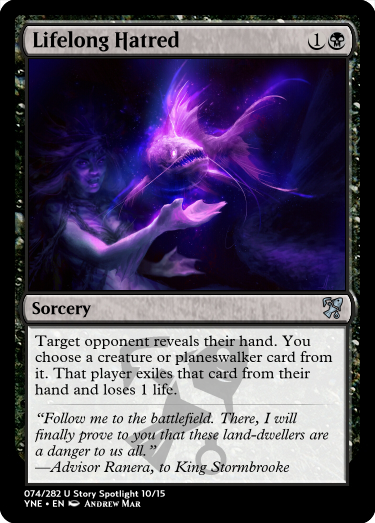 Lifelong Hatred 1
Sorcery
Target opponent reveals their hand. You
choose a creature or planeswalker card from
it. That player exiles that card from their
hand and loses 1 life.
“Follow me to the battlefield. There, I will
finally prove to you that these land-dwellers are
a danger to us all.”
—Advisor Ranera, to King Stormbrooke
074/282 U Story Spotlight 10/15
YNE • EN Andrew Mar